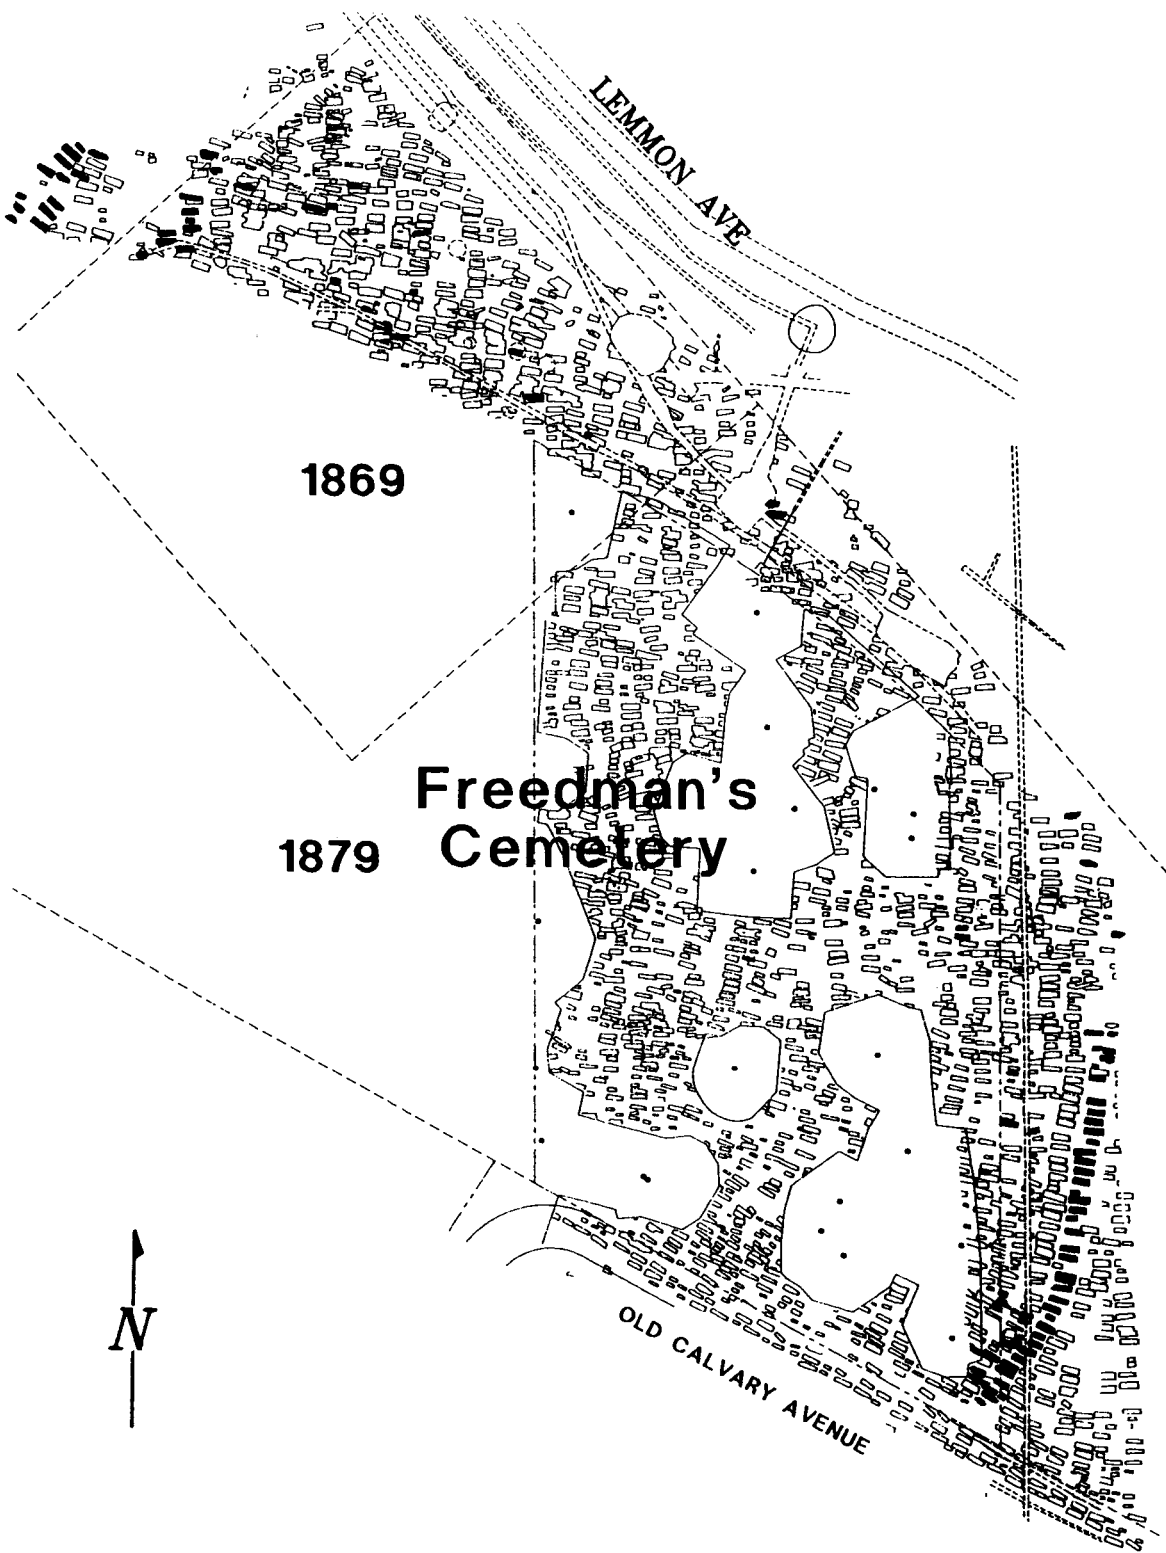 LEMMON AVE
1869
Freedman's
Cemetery
1879
N
OLD CALVARY AVENUE